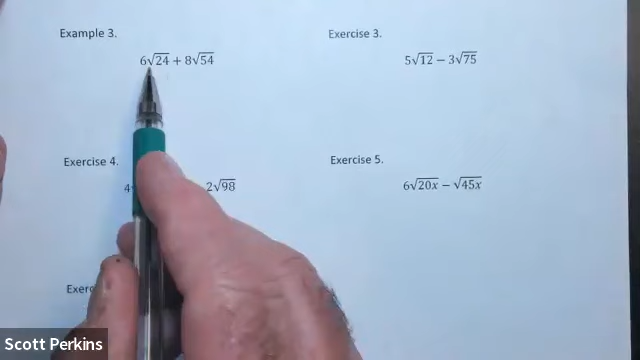 Example 3.
6√24 + 8√54
Exercise 3.
5√12 − 3√75
Exercise 4.
4
2√98
Exercise 5.
6√20x − √45x
Scott Perkins